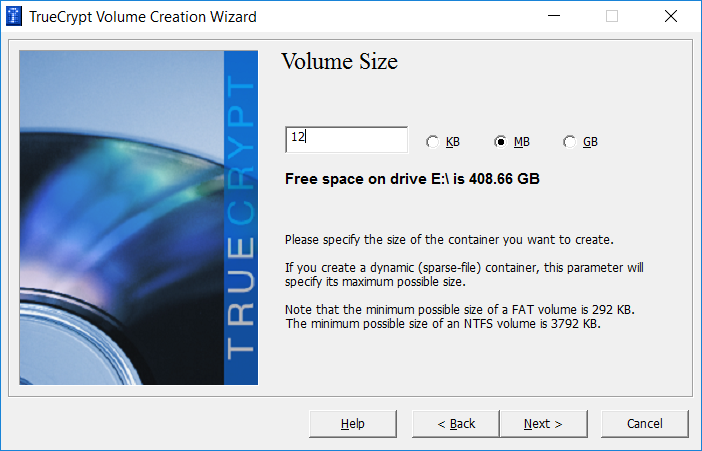 TrueCrypt Volume Creation Wizard
TRUECRYPT
Volume Size
12
KB
MB
GB
Free space on drive E:\ is 408.66 GB
Please specify the size of the container you want to create.
If you create a dynamic (sparse-file) container, this parameter will
specify its maximum possible size.
Note that the minimum possible size of a FAT volume is 292 KB.
The minimum possible size of an NTFS volume is 3792 KB.
Help
< Back
Next >
Cancel